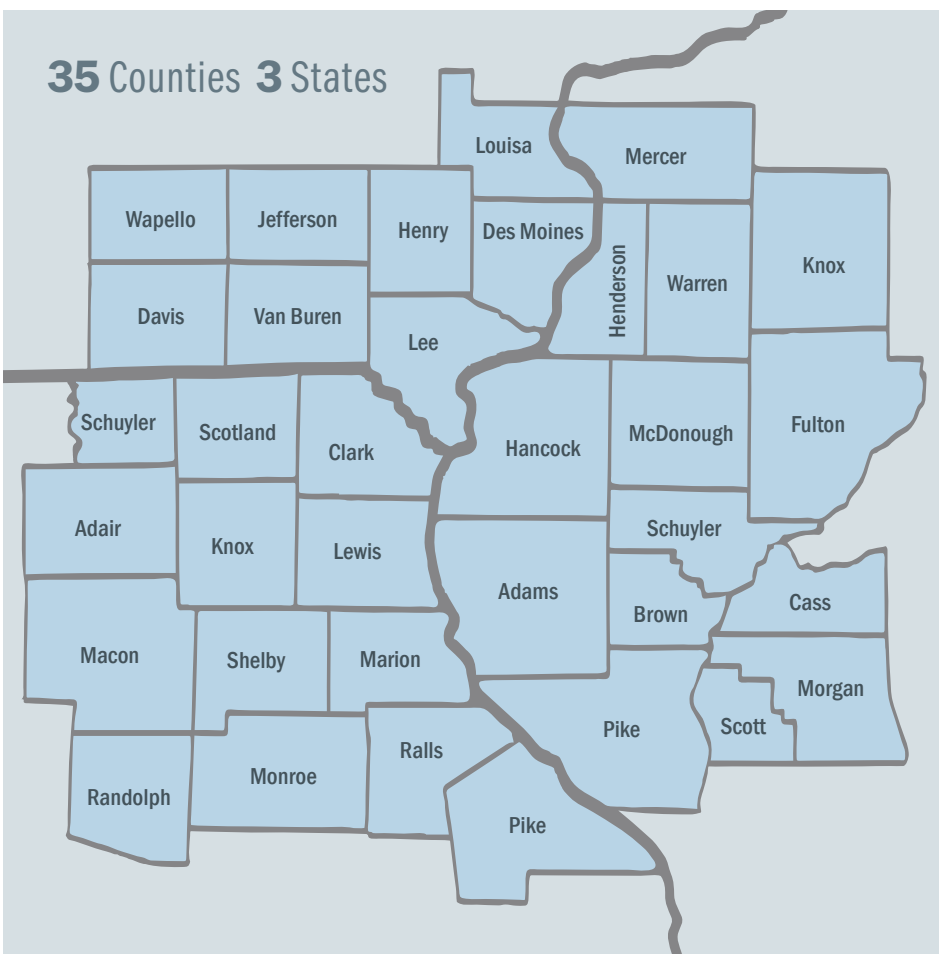 35 Counties 3 States
Louisa
Mercer
Wapello
Jefferson
Henry
Des Moines
Henderson
Warren
Knox
Davis
Van Buren
Lee
Schuyler
Scotland
Clark
Hancock
McDonough
Fulton
Adair
Knox
Lewis
Adams
Schuyler
Brown
Cass
Macon
Shelby
Marion
Pike
Scott
Morgan
Randolph
Monroe
Ralls
Pike